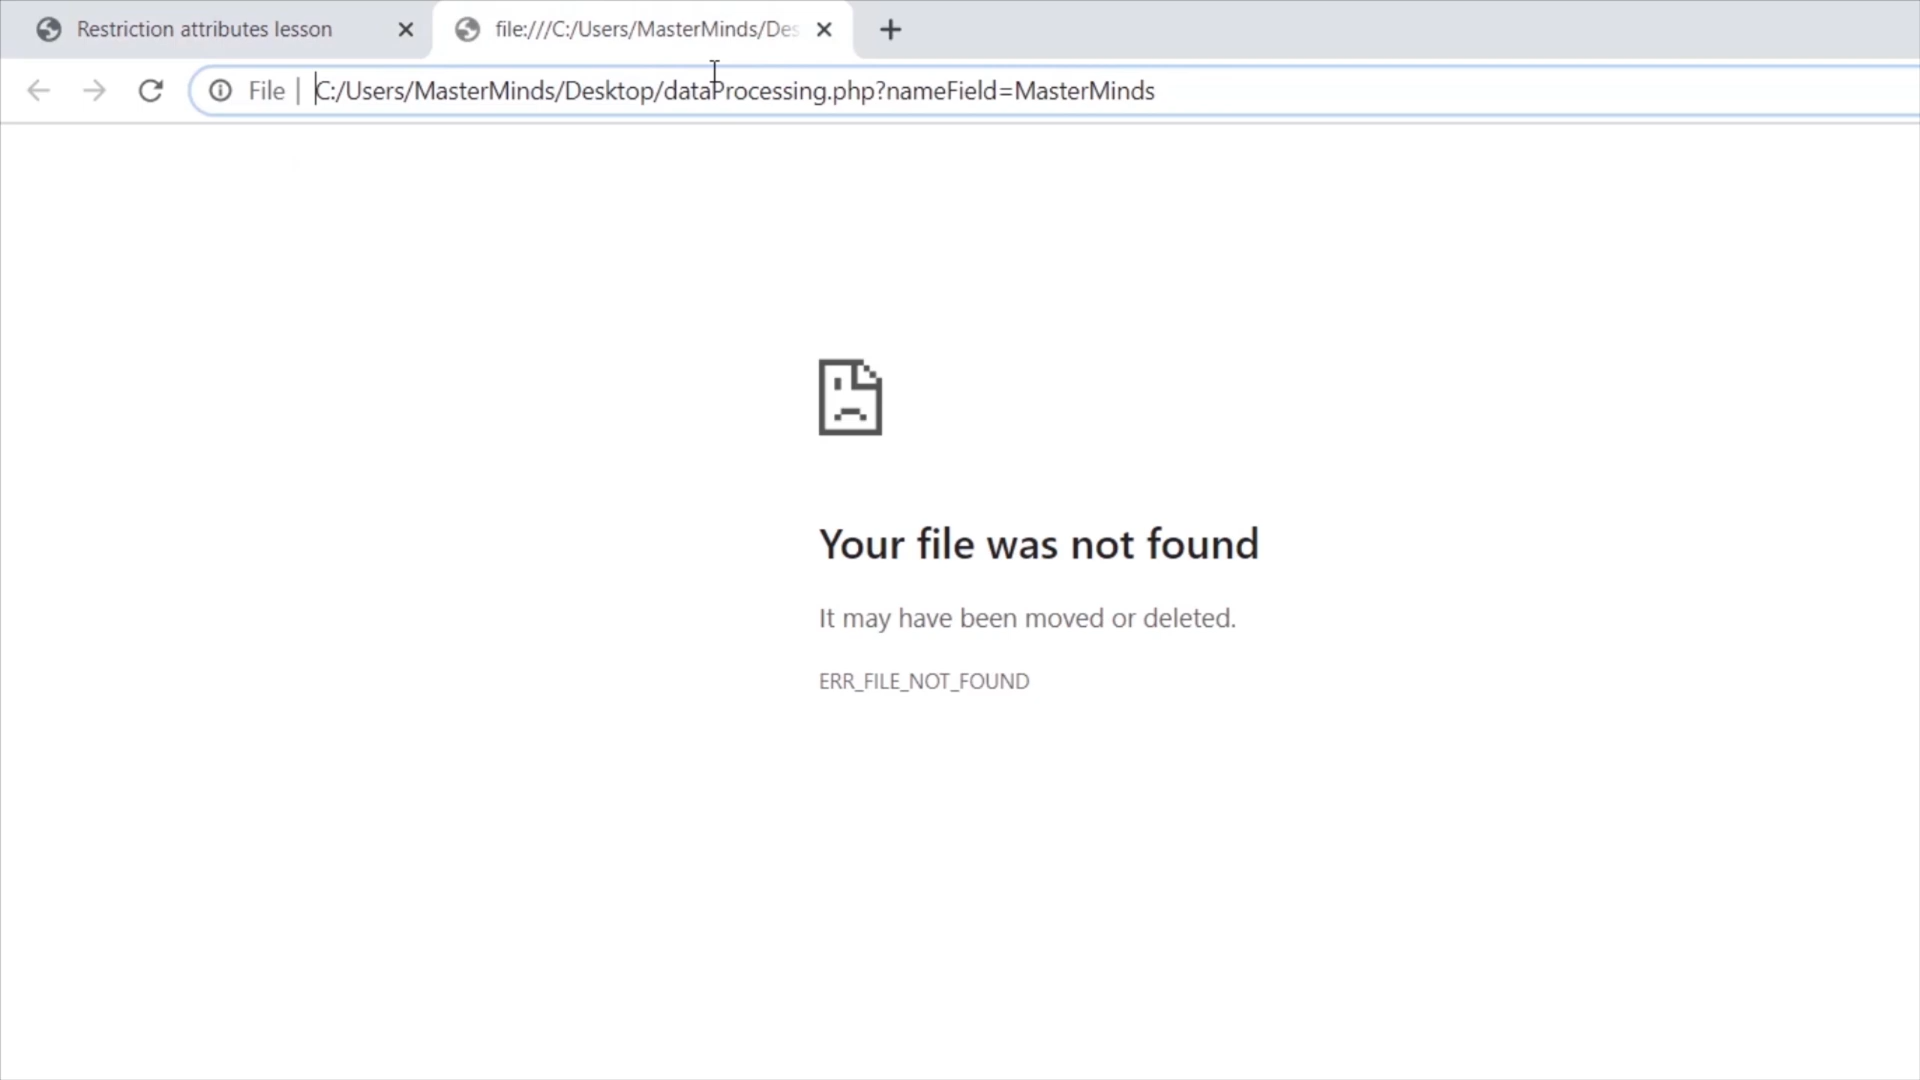 Restriction attributes lesson
file:///C:/Users/MasterMinds/Des
File | C:/Users/MasterMinds/Desktop/dataProcessing.php?nameField=MasterMinds
Your file was not found
It may have been moved or deleted.
ERR_FILE_NOT_FOUND